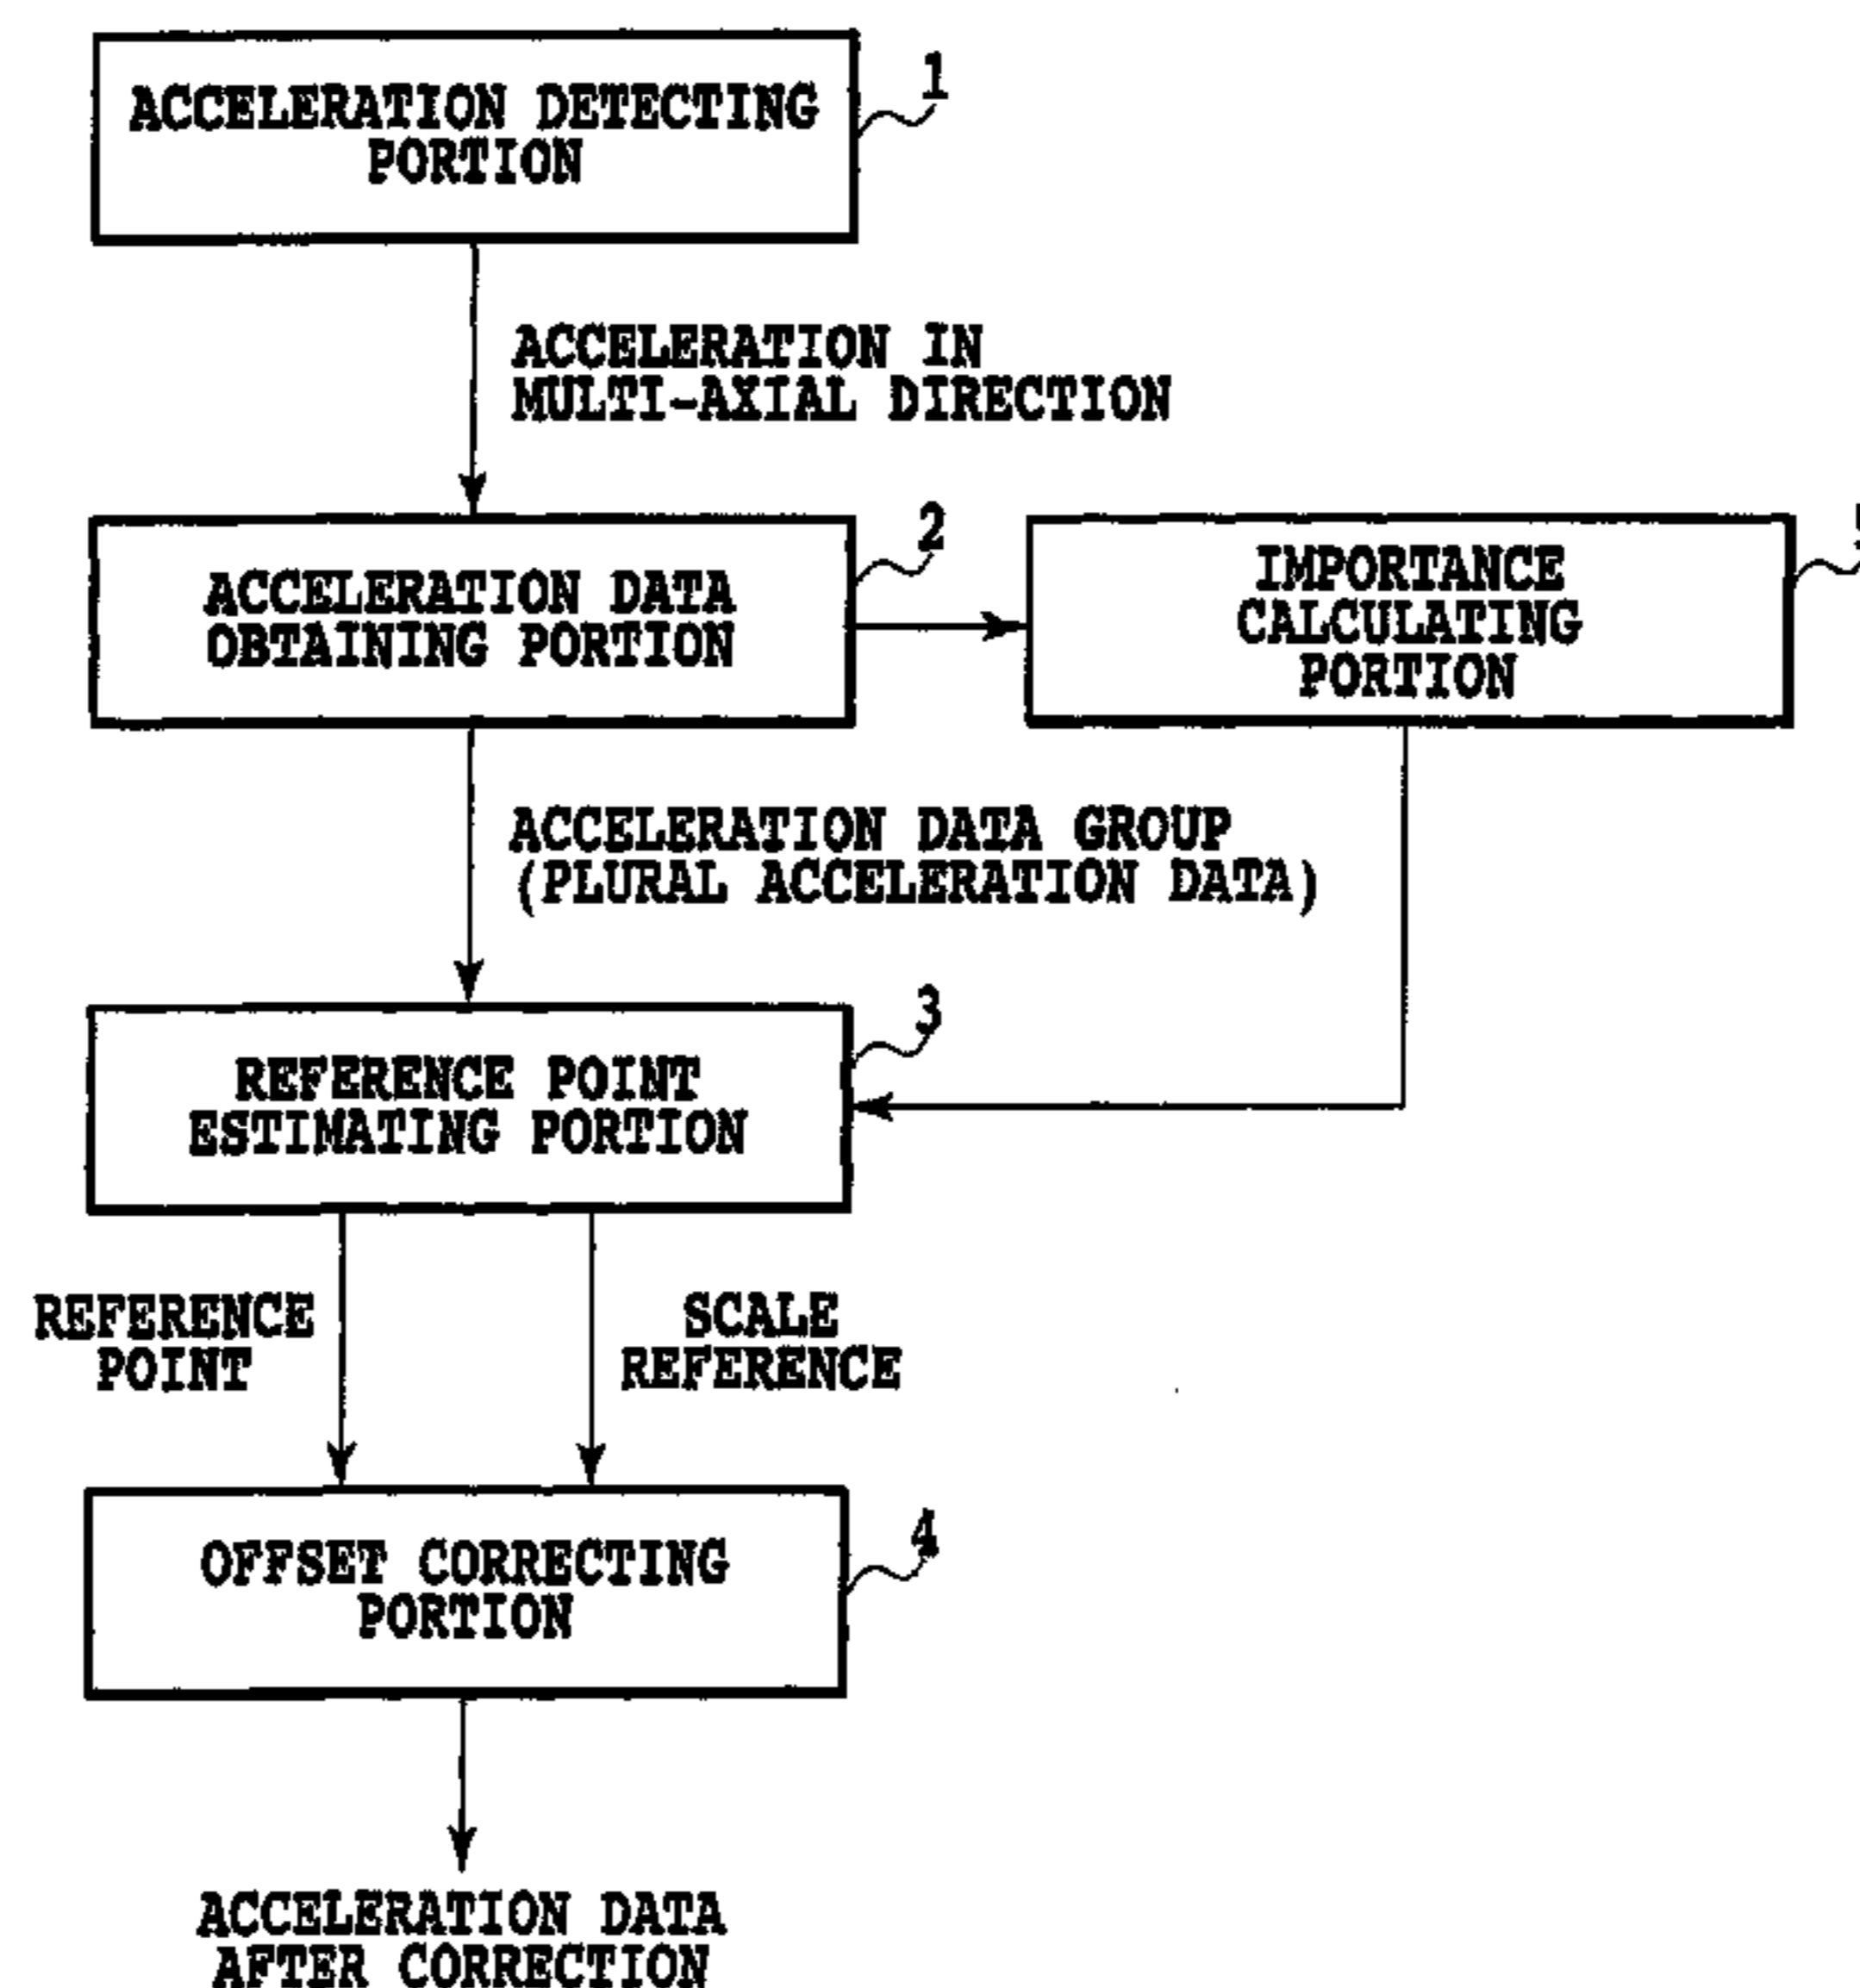 ACCELERATION DETECTING
PORTION
1
ACCELERATION IN
MULTI-AXIAL DIRECTION
ACCELERATION DATA
OBTAINING PORTION
2
IMPORTANCE
CALCULATING
PORTION
ACCELERATION DATA GROUP
(PLURAL ACCELERATION DATA)
REFERENCE POINT
ESTIMATING PORTION
3
REFERENCE
POINT
SCALE
REFERENCE
OFFSET CORRECTING
PORTION
4
ACCELERATION DATA
AFTER CORRECTION